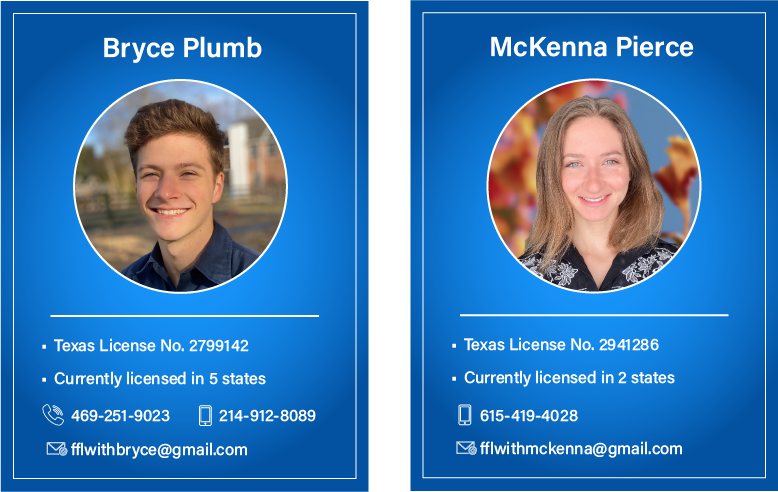 Bryce Plumb
▪ Texas License No. 2799142
▪ Currently licensed in 5 states
469-251-9023 214-912-8089
fflwithbryce@gmail.com
McKenna Pierce
▪ Texas License No. 2941286
▪ Currently licensed in 2 states
615-419-4028
fflwithmckenna@gmail.com